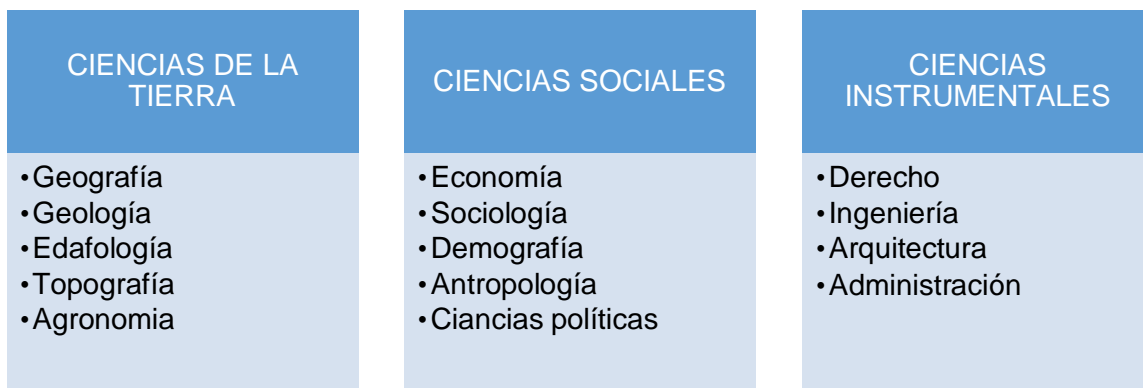 CIENCIAS DE LA
TIERRA
•Geografía
•Geología
•Edafología
•Topografía
•Agronomia
CIENCIAS SOCIALES
•Economía
•Sociología
•Demografía
•Antropología
•Ciancias políticas
CIENCIAS
INSTRUMENTALES
•Derecho
•Ingeniería
•Arquitectura
•Administración